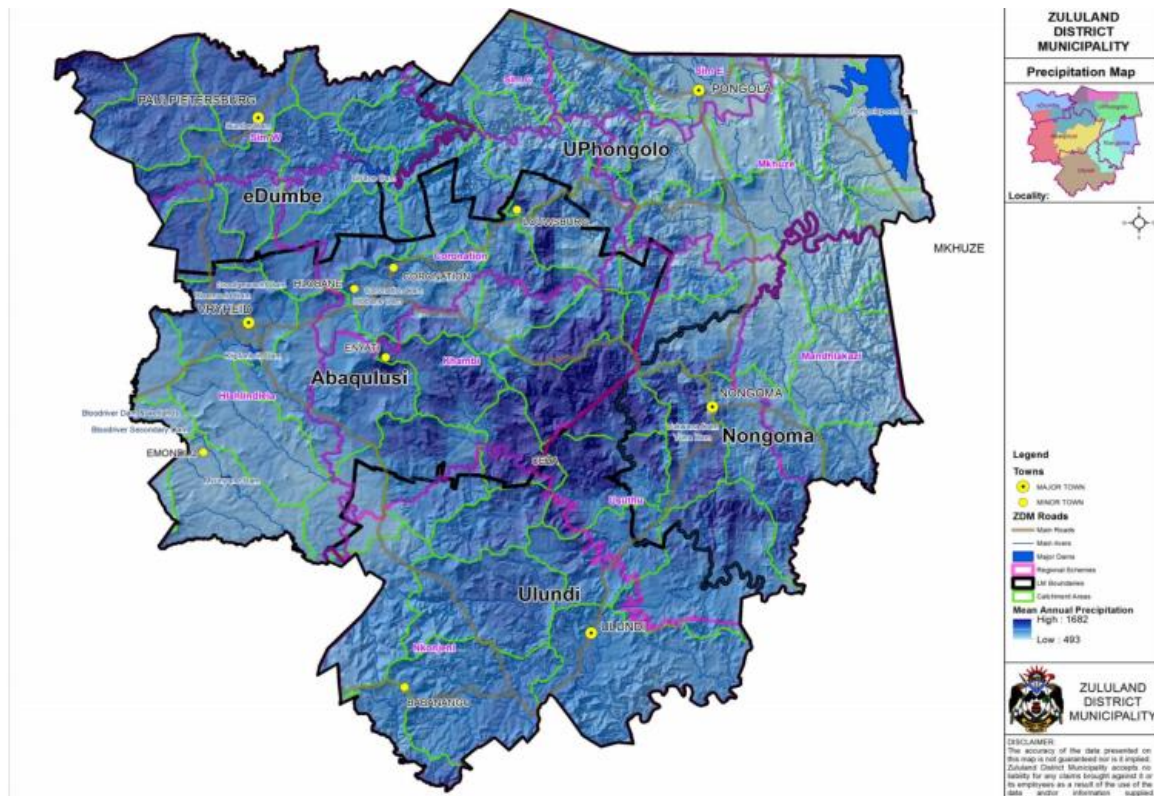 ZULULAND
DISTRICT
MUNICIPALITY
Precipitation Map
Locality:
PAULPIETERSBURG
eDumbe
UPhongolo
PONGOLA
Mkhuze
MKHUZE
LOUWSBURG
Coronation
CORONATION
HLOBANE
VRYHEID
ENYATI
Khambi
Abaqulusi
Hlahlindlela
Mandhlakazi
NONGOMA
Nongoma
Usuthu
CEZA
Ulundi
ULUNDI
Nkonjeni
BABANANGO
Legend
Towns
MAJOR TOWN
MINOR TOWN
ZDM Roads
Main Roads
Main Rivers
Major Dams
Regional Schemes
LM Boundaries
Catchment Areas
Mean Annual Precipitation
High : 1682
Low : 493
ZULULAND
DISTRICT
MUNICIPALITY
DISCLAIMER:
The accuracy of the data presented on
this map is not guaranteed nor is it implied.
Zululand District Municipality accepts no
liability for any claims brought against it or
its employees as a result of the use of the
data and/or information supplied